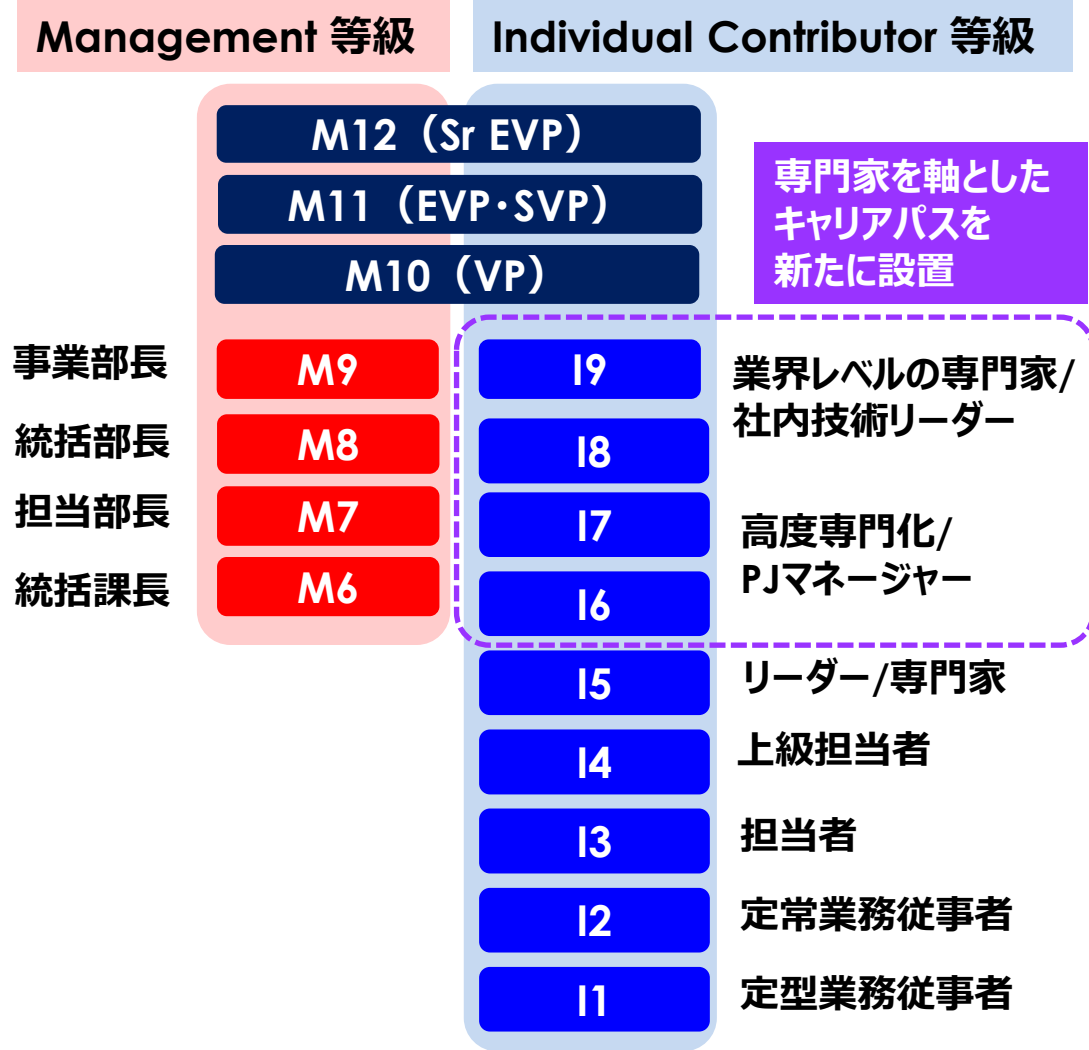 Management 等級
Individual Contributor 等級
M12（Sr EVP）
M11（EVP・SVP）
M10（VP）
専門家を軸とした
キャリアパスを
新たに設置
事業部長
M9
I9
業界レベルの専門家/
社内技術リーダー
統括部長
M8
I8
担当部長
M7
I7
高度専門化/
PJマネージャー
統括課長
M6
I6
I5
リーダー/専門家
I4
上級担当者
I3
担当者
I2
定常業務従事者
I1
定型業務従事者